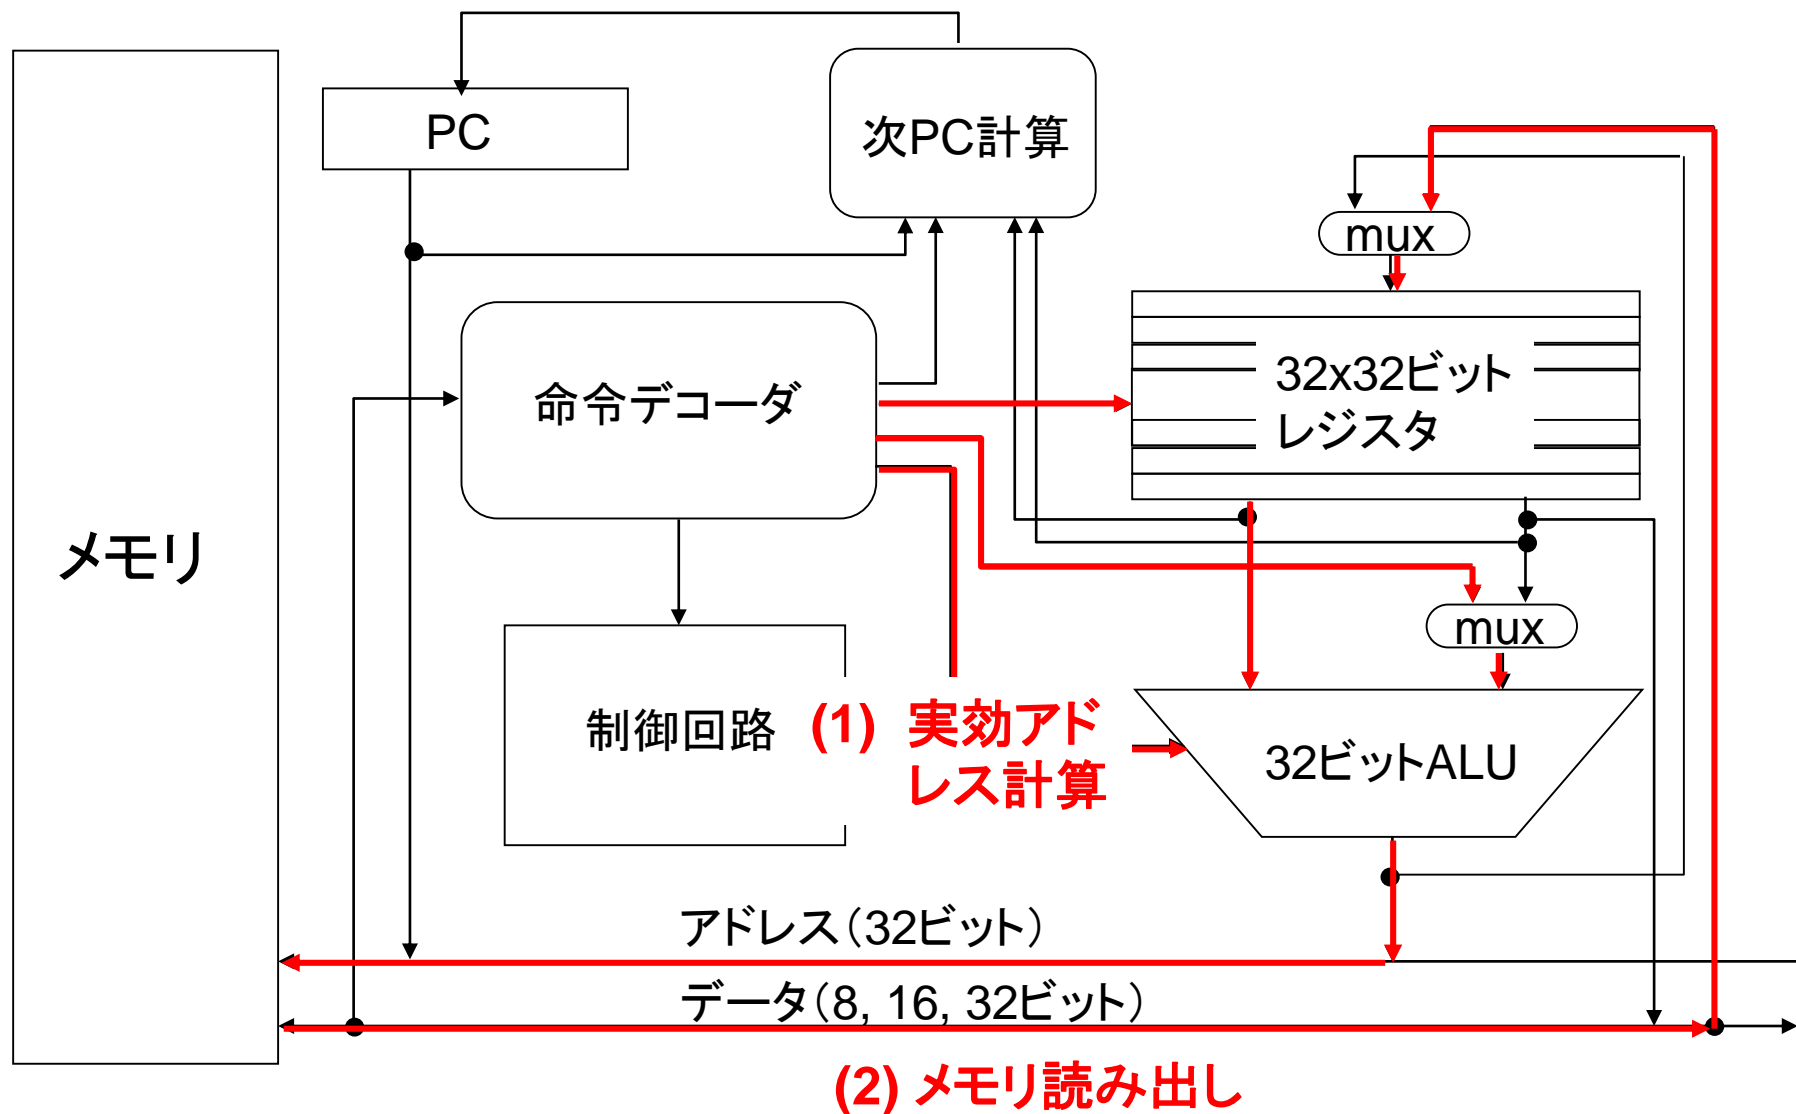 PC
次PC計算
mux
命令デコーダ
32x32ビット
レジスタ
メモリ
mux
制御回路
(1) 実効アド
レス計算
32ビットALU
アドレス(32ビット)
データ(8, 16, 32ビット)
(2) メモリ読み出し